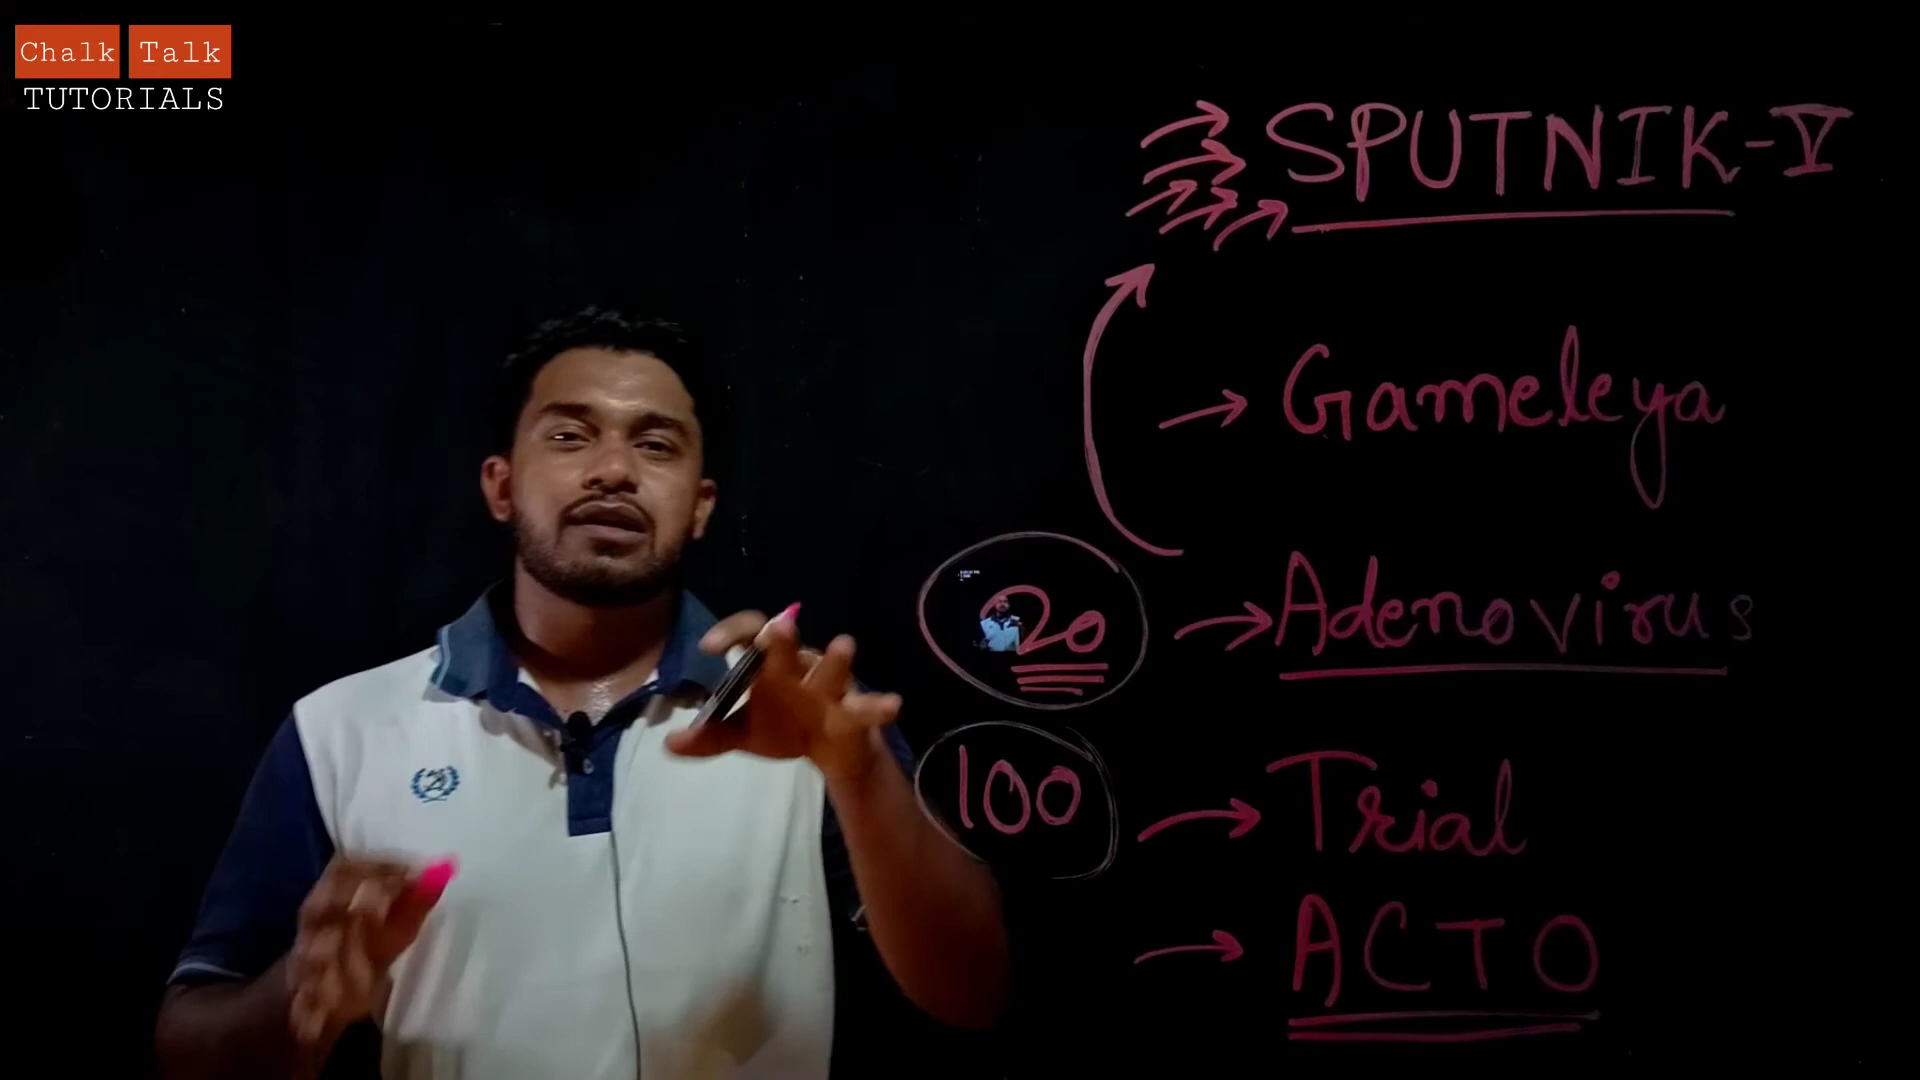 Chalk Talk
TUTORIALS
SPUTNIK-V
Gameleya
20
Adenovirus
100
Trial
ACTO